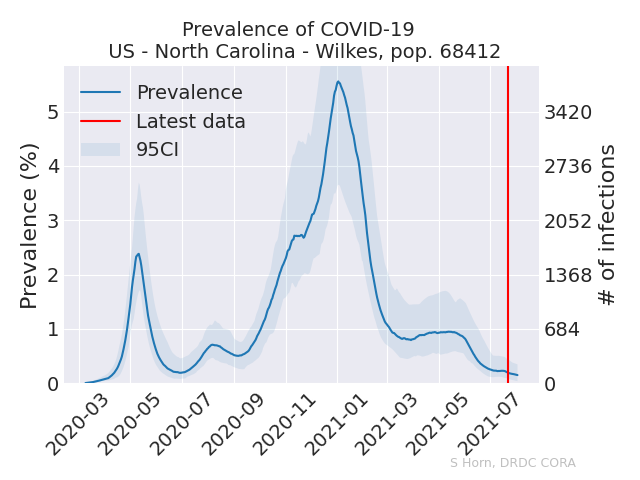 Prevalence of COVID-19
US - North Carolina - Wilkes, pop. 68412
Prevalence
Latest data
95CI
Prevalence (%)
5
4
3
2
1
0
3420
2736
2052
1368
684
0
# of infections
2020-03
2020-05
2020-07
2020-09
2020-11
2021-01
2021-03
2021-05
2021-07
S Horn, DRDC CORA